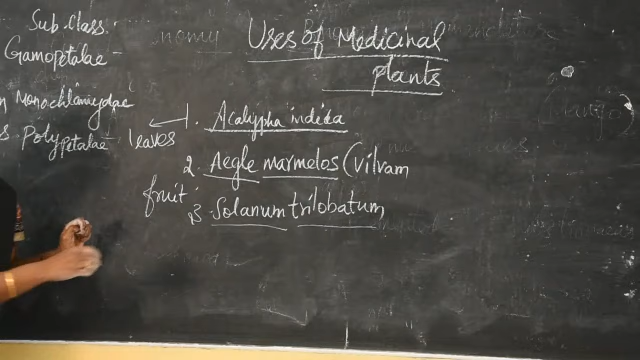 Sub.Class.
Gamopetalae -
Monochlamydae
Polypetalae -
Uses of Medicinal
plants
leaves
1. Acalypha indica
2. Aegle marmelos (vilvam
fruit
3 Solanum trilobatum